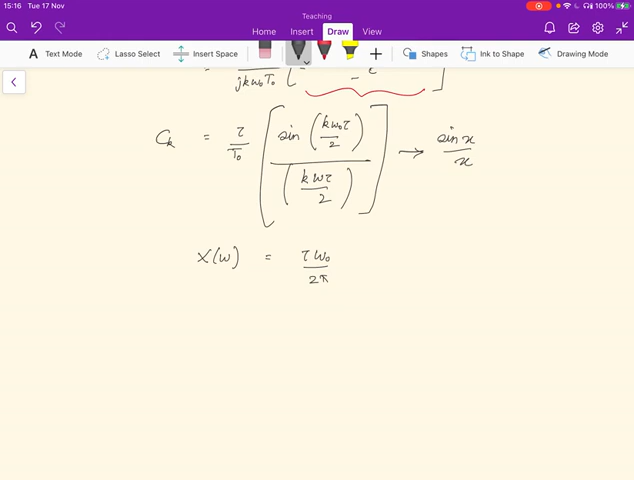 15:16 Tue 17 Nov
Teaching
100%
Home Insert Draw View
A Text Mode Lasso Select Insert Space Shapes Ink to Shape Drawing Mode
jkω₀T₀ [ - e ]
Cₖ = τ/T₀ [ sin (kω₀τ/2) / (kωτ/2) ] → sin x / x
X(ω) = τω₀/2π